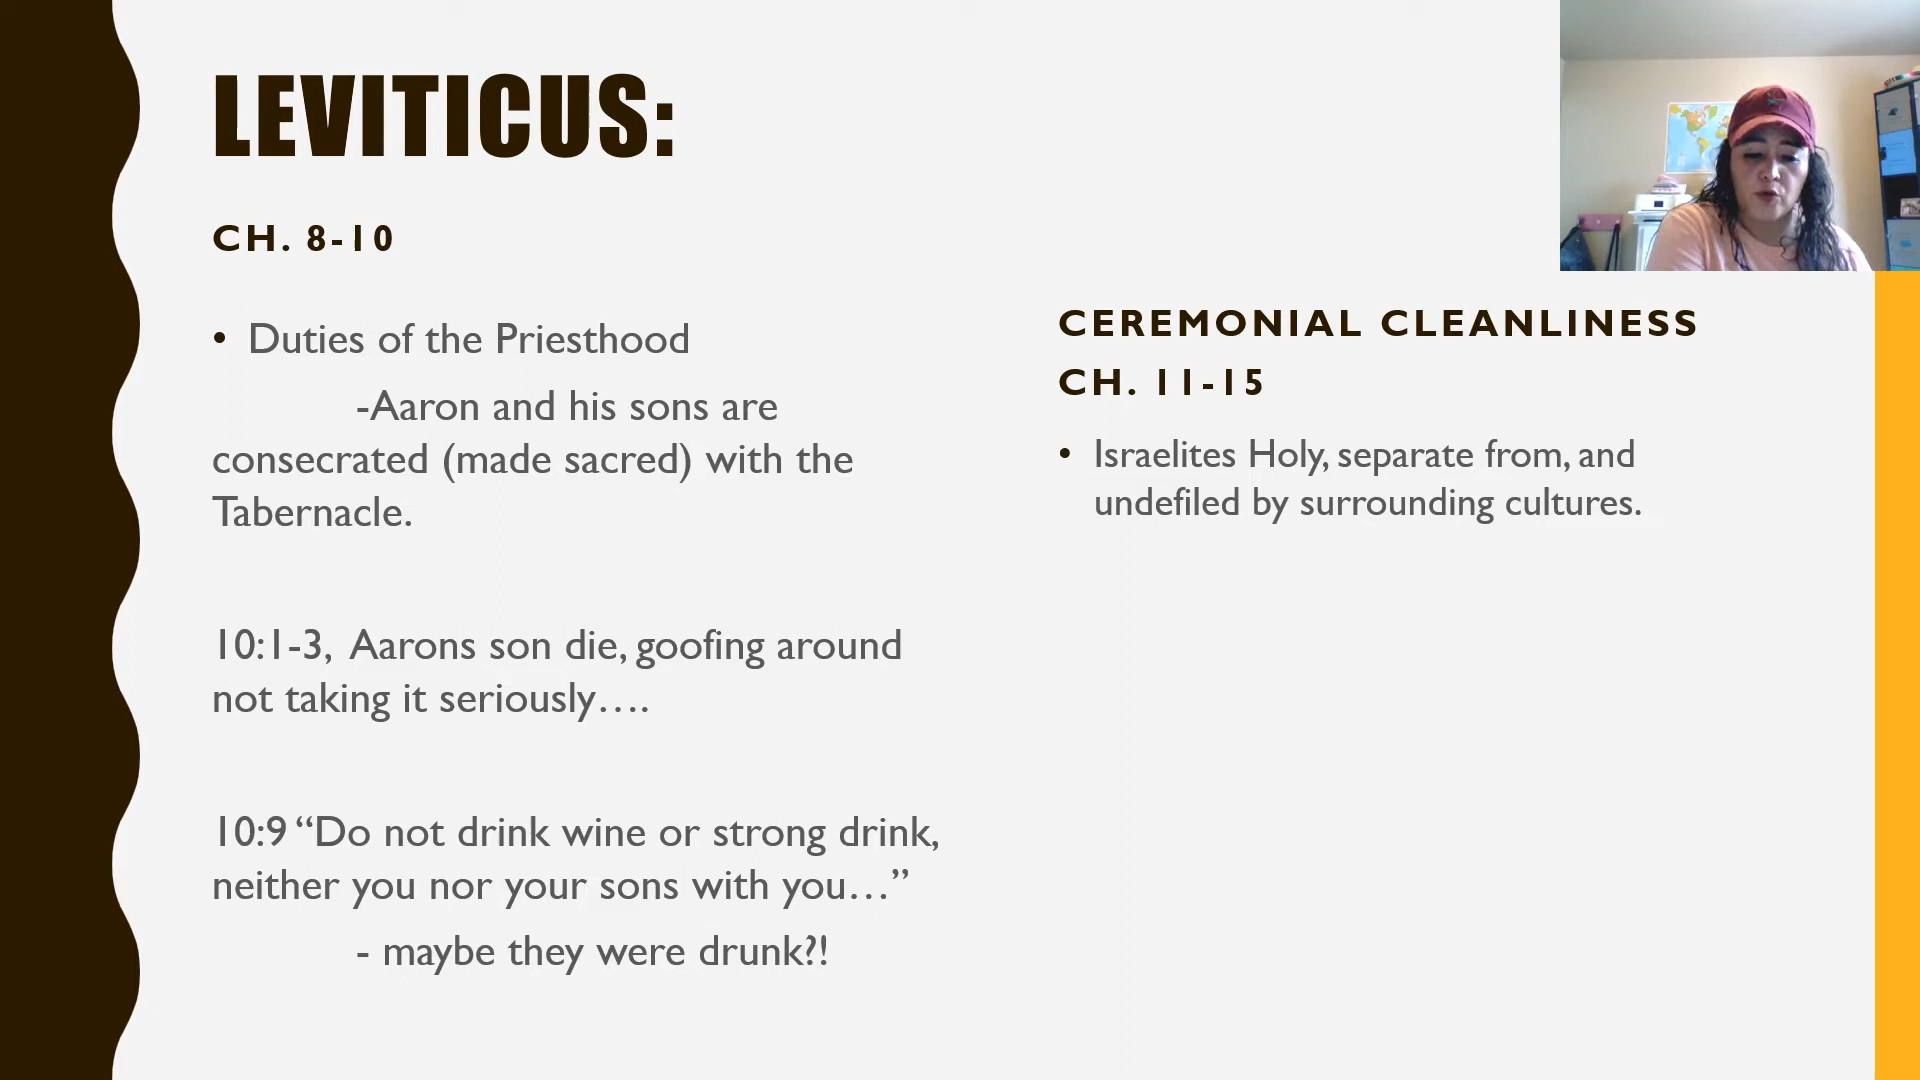 LEVITICUS:
CH. 8-10
• Duties of the Priesthood
-Aaron and his sons are
consecrated (made sacred) with the
Tabernacle.
10:1-3, Aarons son die, goofing around
not taking it seriously….
10:9 “Do not drink wine or strong drink,
neither you nor your sons with you…”
- maybe they were drunk?!
CEREMONIAL CLEANLINESS
CH. 11-15
• Israelites Holy, separate from, and
undefiled by surrounding cultures.